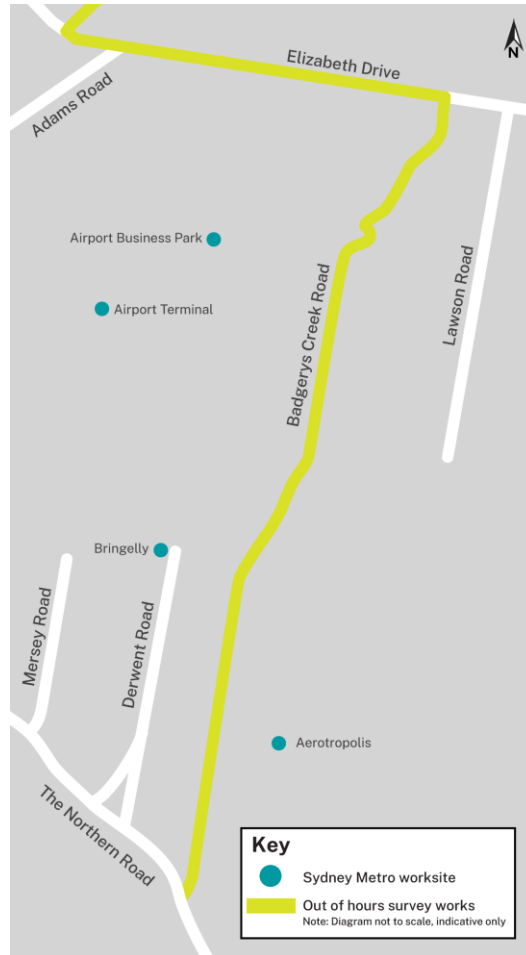 N
Elizabeth Drive
Adams Road
Airport Business Park
Airport Terminal
Badgerys Creek Road
Lawson Road
Bringelly
Mersey Road
Derwent Road
Aerotropolis
The Northern Road
Key
Sydney Metro worksite
Out of hours survey works
Note: Diagram not to scale, indicative only